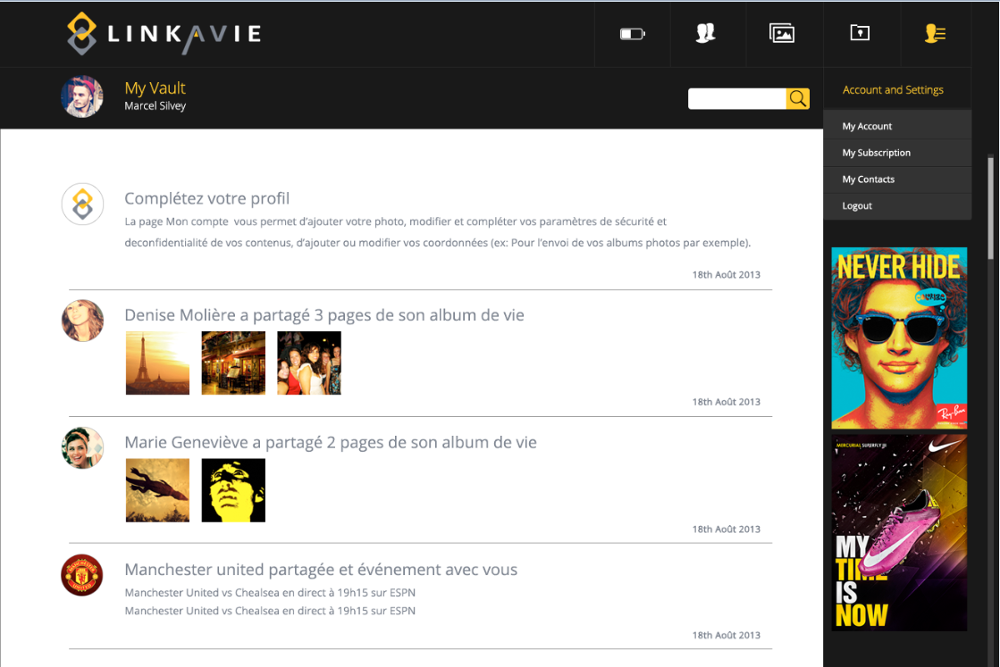 LINKAVIE
My Vault
Marcel Silvey
Account and Settings
My Account
My Subscription
My Contacts
Logout
Complétez votre profil
La page Mon compte vous permet d'ajouter votre photo, modifier et compléter vos paramètres de sécurité et
deconfidentialité de vos contenus, d'ajouter ou modifier vos coordonnées (ex: Pour l'envoi de vos albums photos par exemple).
18th Août 2013
Denise Molière a partagé 3 pages de son album de vie
18th Août 2013
Marie Geneviève a partagé 2 pages de son album de vie
18th Août 2013
MANCHESTER
UNITED
Manchester united partagée et événement avec vous
Manchester United vs Chealsea en direct à 19h15 sur ESPN
Manchester United vs Chealsea en direct à 19h15 sur ESPN
18th Août 2013
NEVER HIDE
Ray-Ban
MERCURIAL SUPERFLY III
MY
TIME
IS
NOW